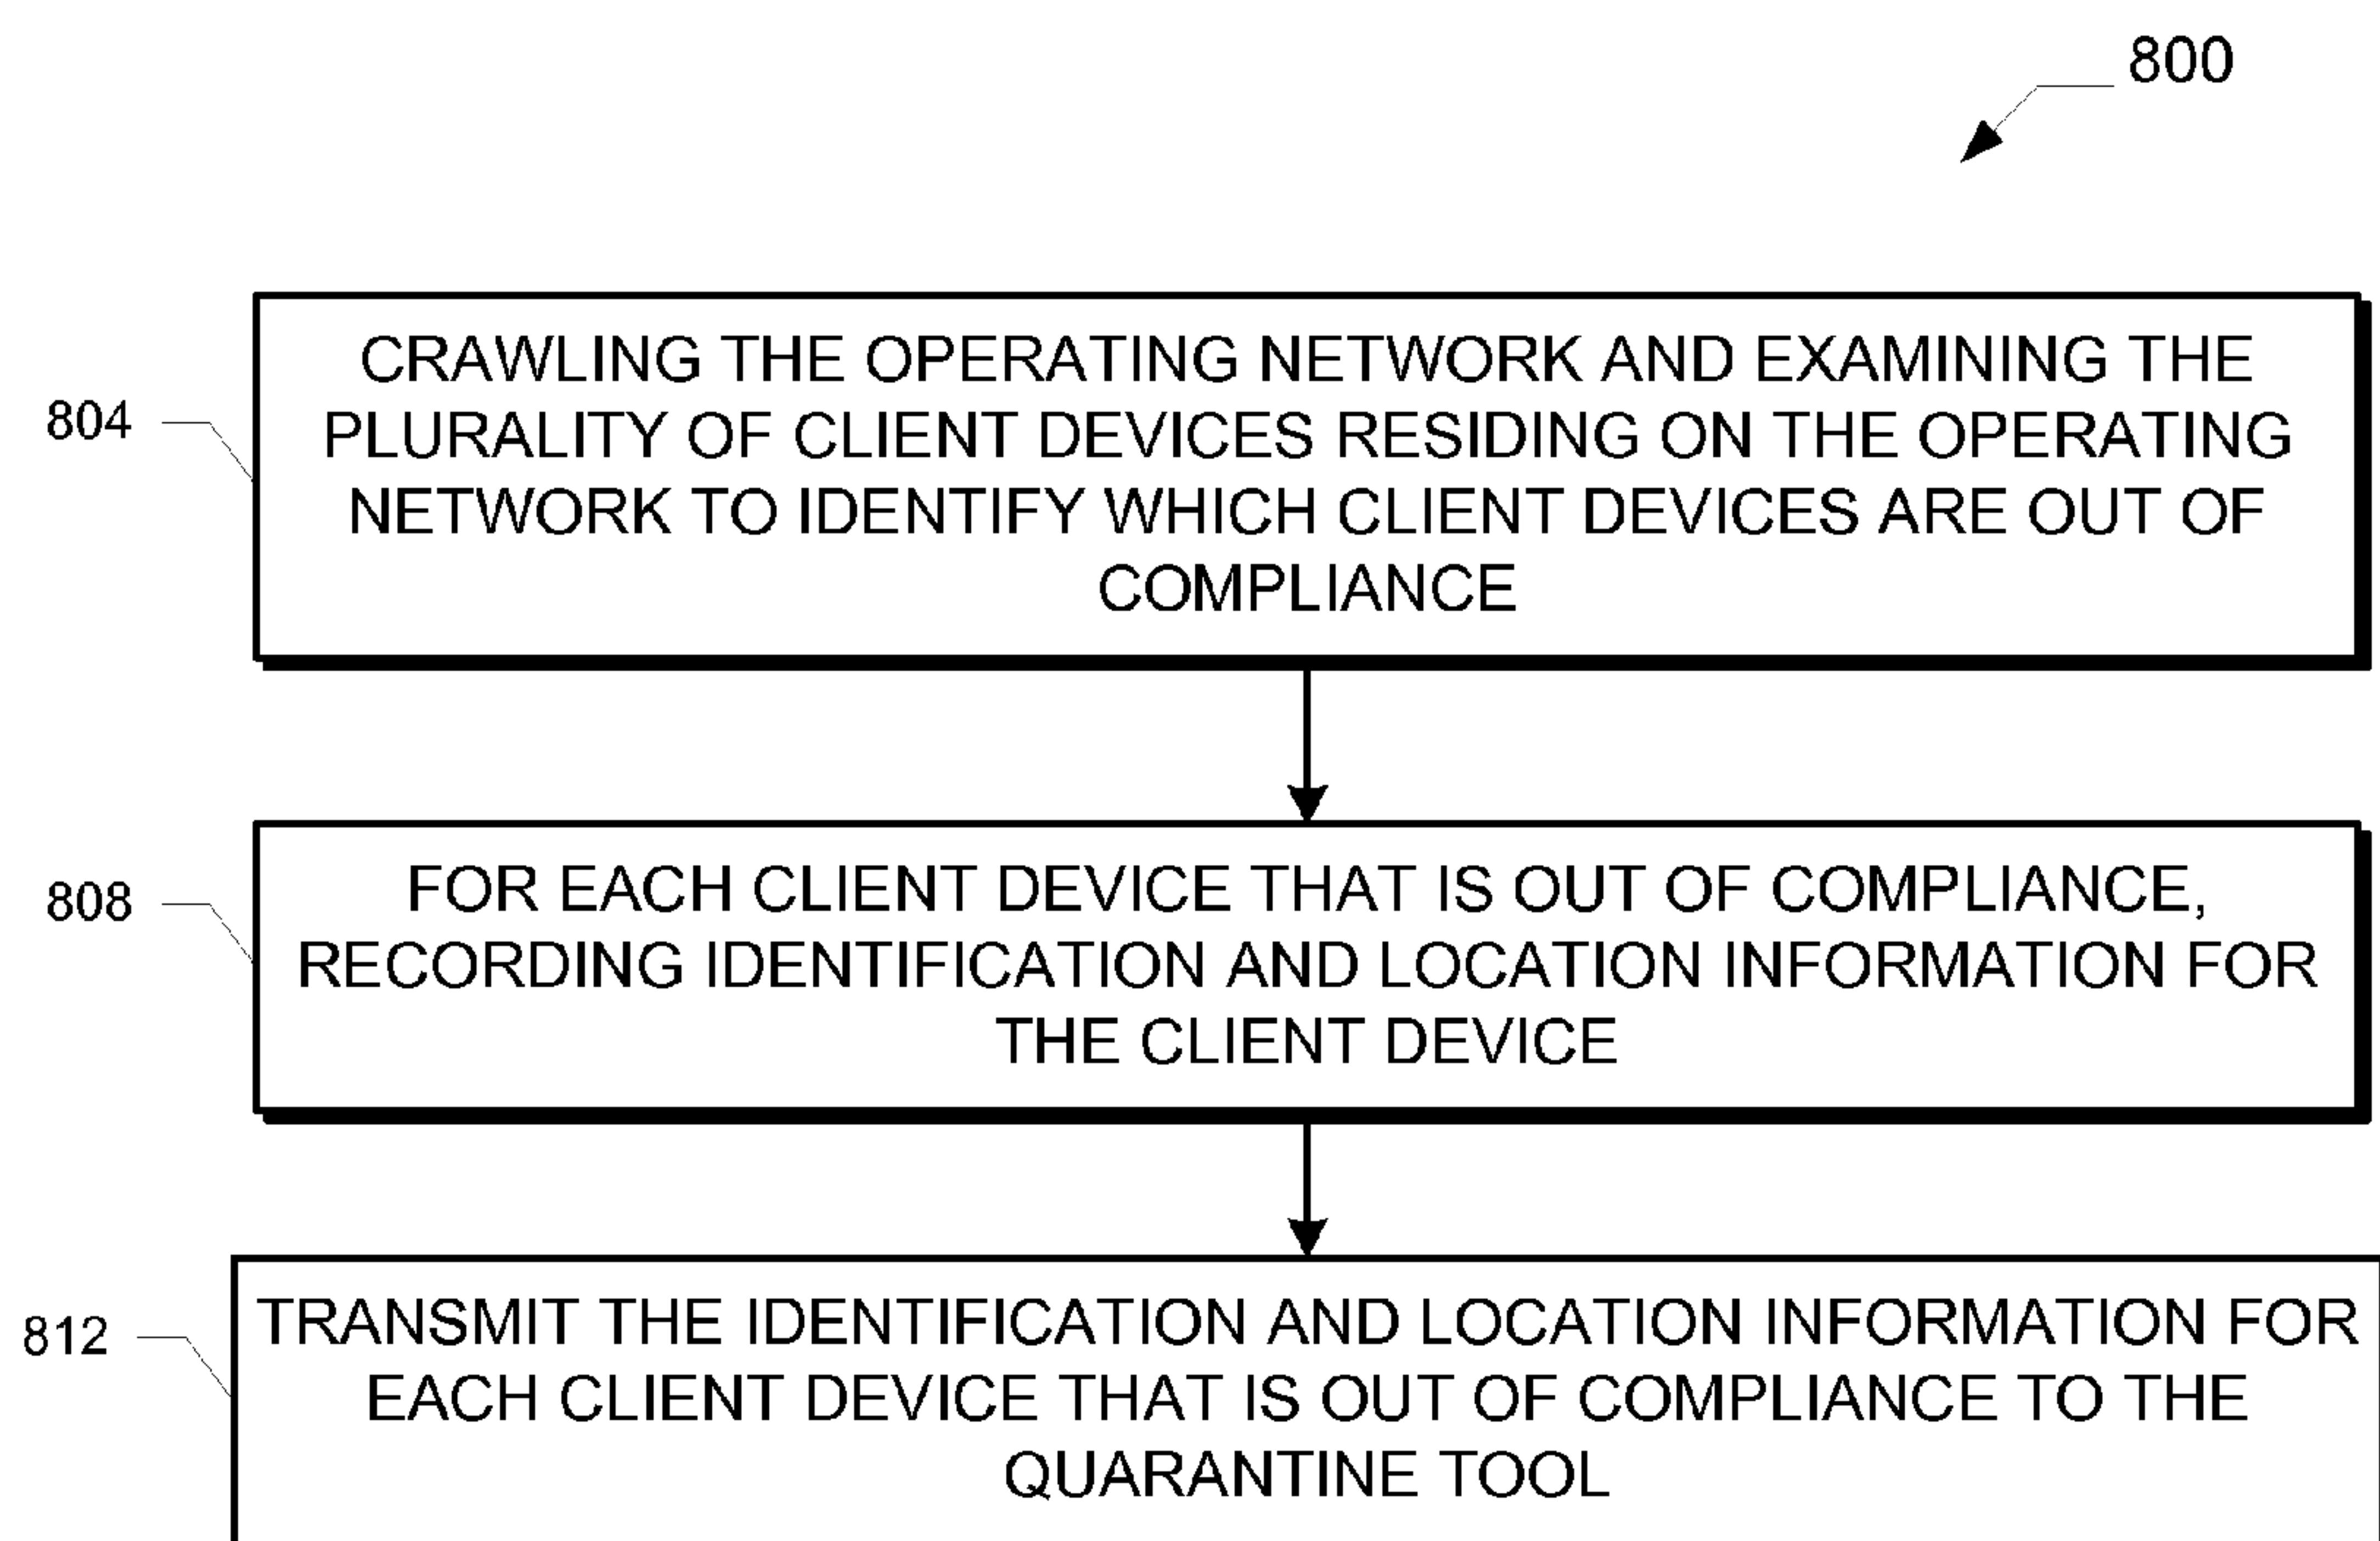 800
804
CRAWLING THE OPERATING NETWORK AND EXAMINING THE
PLURALITY OF CLIENT DEVICES RESIDING ON THE OPERATING
NETWORK TO IDENTIFY WHICH CLIENT DEVICES ARE OUT OF
COMPLIANCE
808
FOR EACH CLIENT DEVICE THAT IS OUT OF COMPLIANCE,
RECORDING IDENTIFICATION AND LOCATION INFORMATION FOR
THE CLIENT DEVICE
812
TRANSMIT THE IDENTIFICATION AND LOCATION INFORMATION FOR
EACH CLIENT DEVICE THAT IS OUT OF COMPLIANCE TO THE
QUARANTINE TOOL